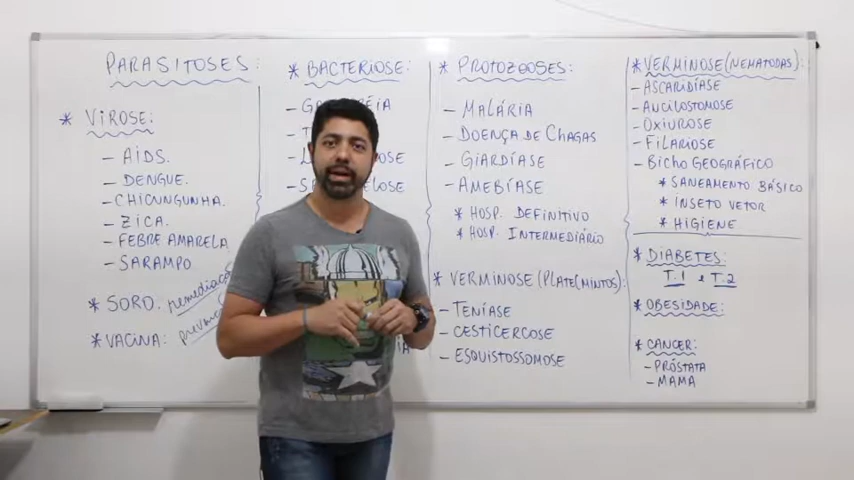 PARASITOSES:
* VIROSE:
- AIDS.
- DENGUE.
- CHICUNGUNHA.
- ZICA.
- FEBRE AMARELA.
- SARAMPO.
* SORO: remediação
* VACINA:
* BACTERIOSE:
* PROTOZOOSES:
- MALÁRIA
- DOENÇA DE CHAGAS
- GIARDÍASE
- AMEBÍASE
* HOSP. DEFINITIVO
* HOSP. INTERMEDIÁRIO
* VERMINOSE (PLATELMINTOS)
- TENÍASE
- CESTICERCOSE
- ESQUISTOSSOMOSE
* VERMINOSE (NEMATODAS)
- ASCARIDÍASE
- ANCILOSTOMOSE
- OXIUROSE
- FILARIOSE
- BICHO GEOGRÁFICO
* SANEAMENTO BÁSICO
* INSETO VETOR
* HIGIENE
* DIABETES
T.1 e T.2
* OBESIDADE:
* CANCER:
- PRÓSTATA
- MAMA